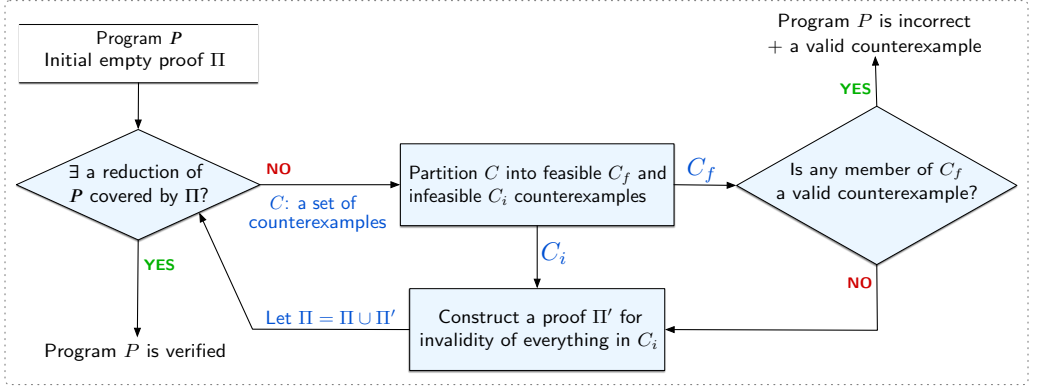 Program P
Initial empty proof Π
∃ a reduction of
P covered by Π?
NO
C: a set of
counterexamples
YES
Program P is verified
Partition C into feasible C_f and
infeasible C_i counterexamples
C_f
C_i
Is any member of C_f
a valid counterexample?
YES
Program P is incorrect
+ a valid counterexample
NO
Construct a proof Π′ for
invalidity of everything in C_i
Let Π = Π ∪ Π′